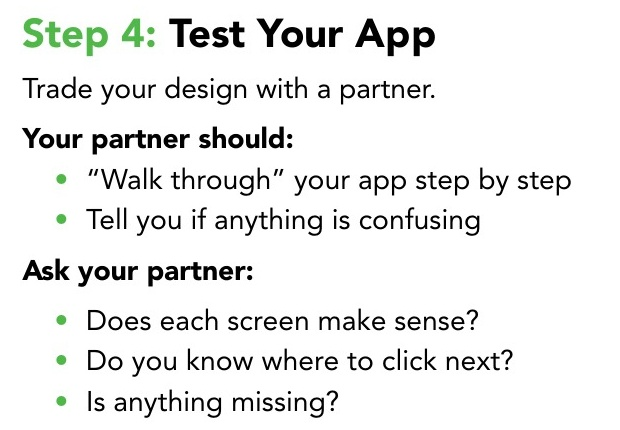 Step 4: Test Your App
Trade your design with a partner.
Your partner should:
• “Walk through” your app step by step
• Tell you if anything is confusing
Ask your partner:
• Does each screen make sense?
• Do you know where to click next?
• Is anything missing?